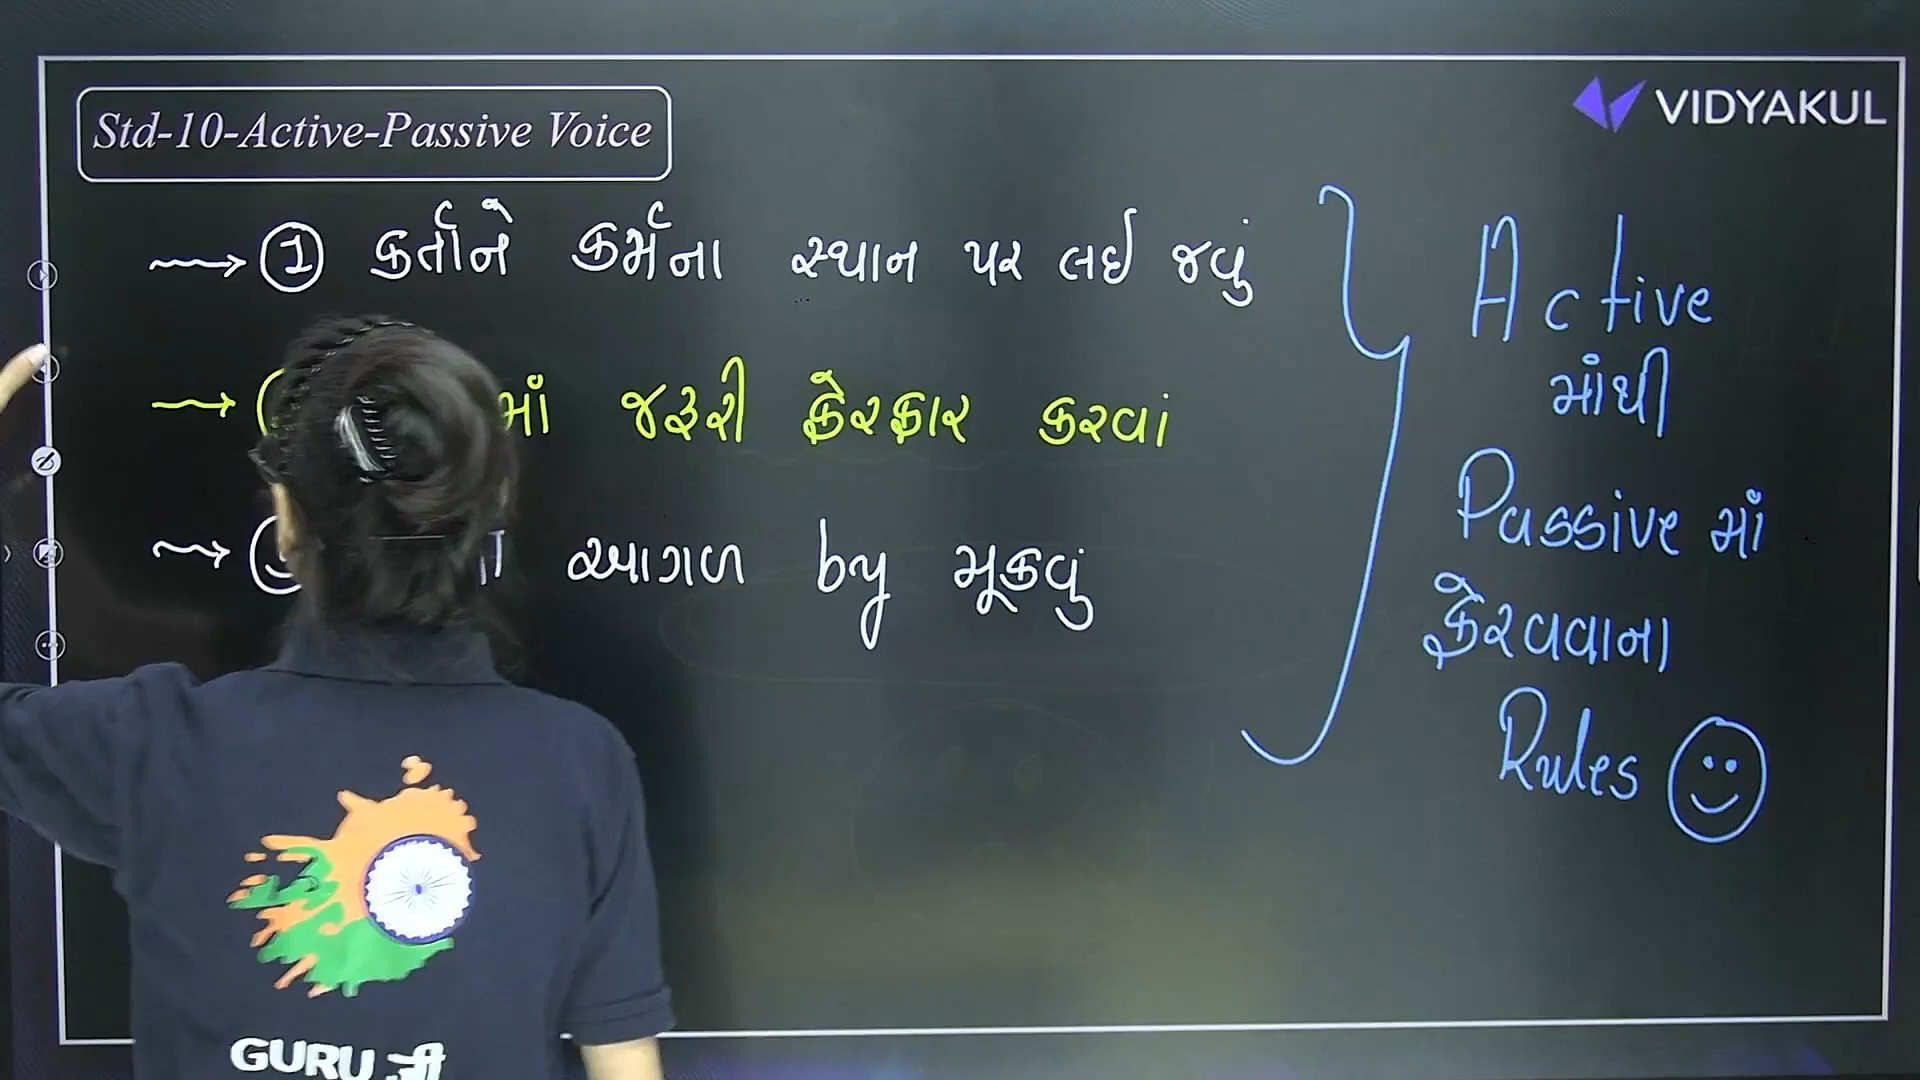 Std-10-Active-Passive Voice
VIDYAKUL
① કર્તાને કર્મના સ્થાન પર લઈ જવું
માં જરૂરી ફેરફાર કરવાં
આગળ by મૂકવું
Active
માંથી
Passive માં
ફેરવવાના
Rules
GURU जी